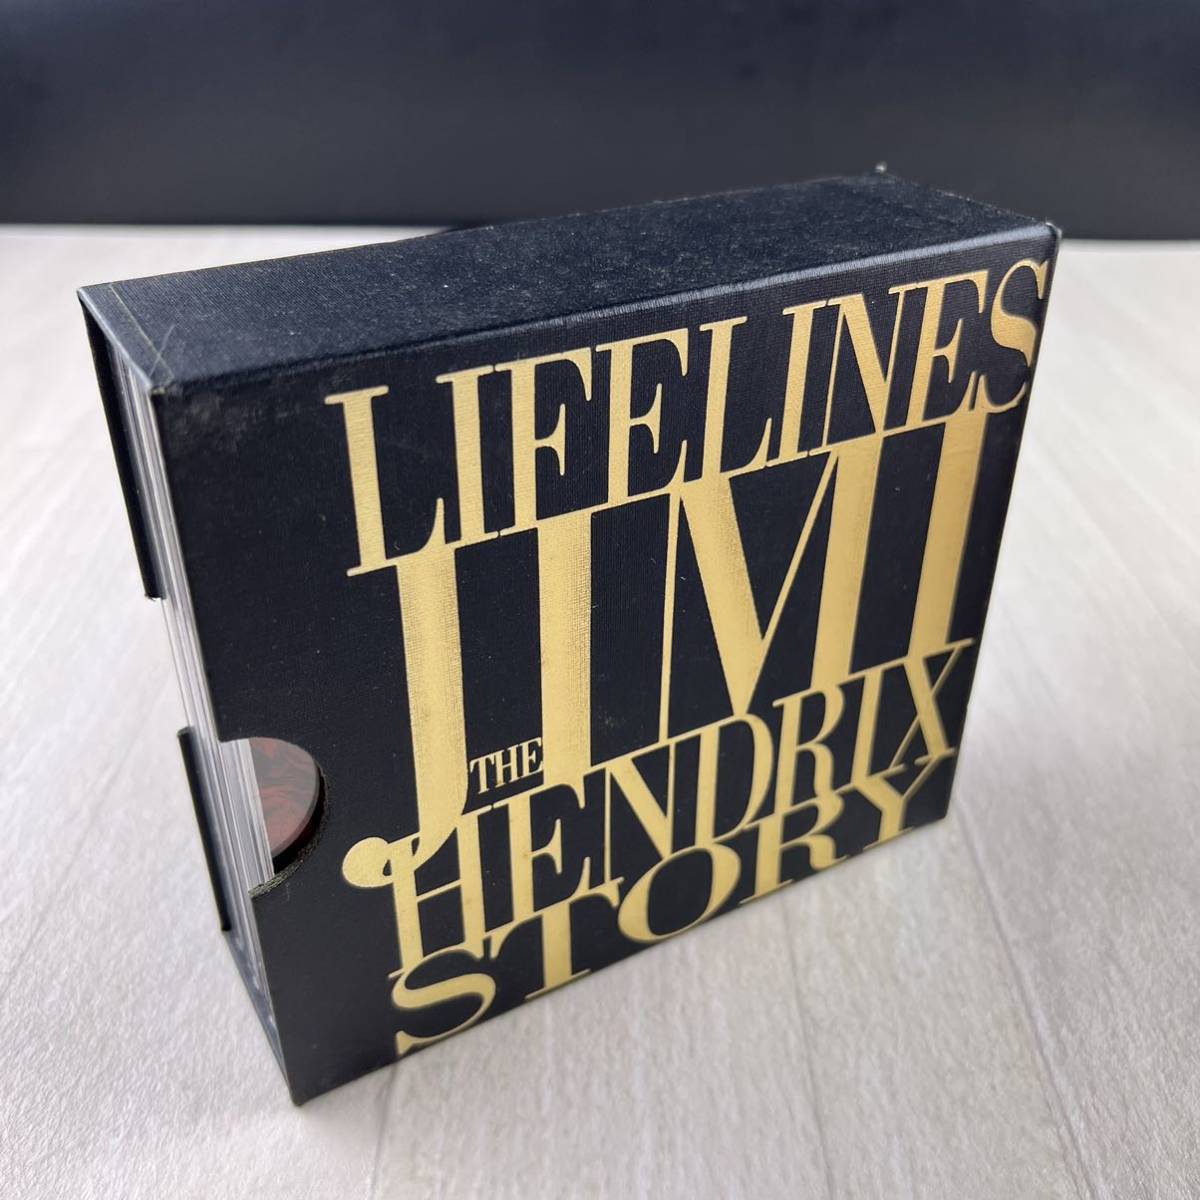 LIFELINES
JIMI
THE
HENDRIX
STORY